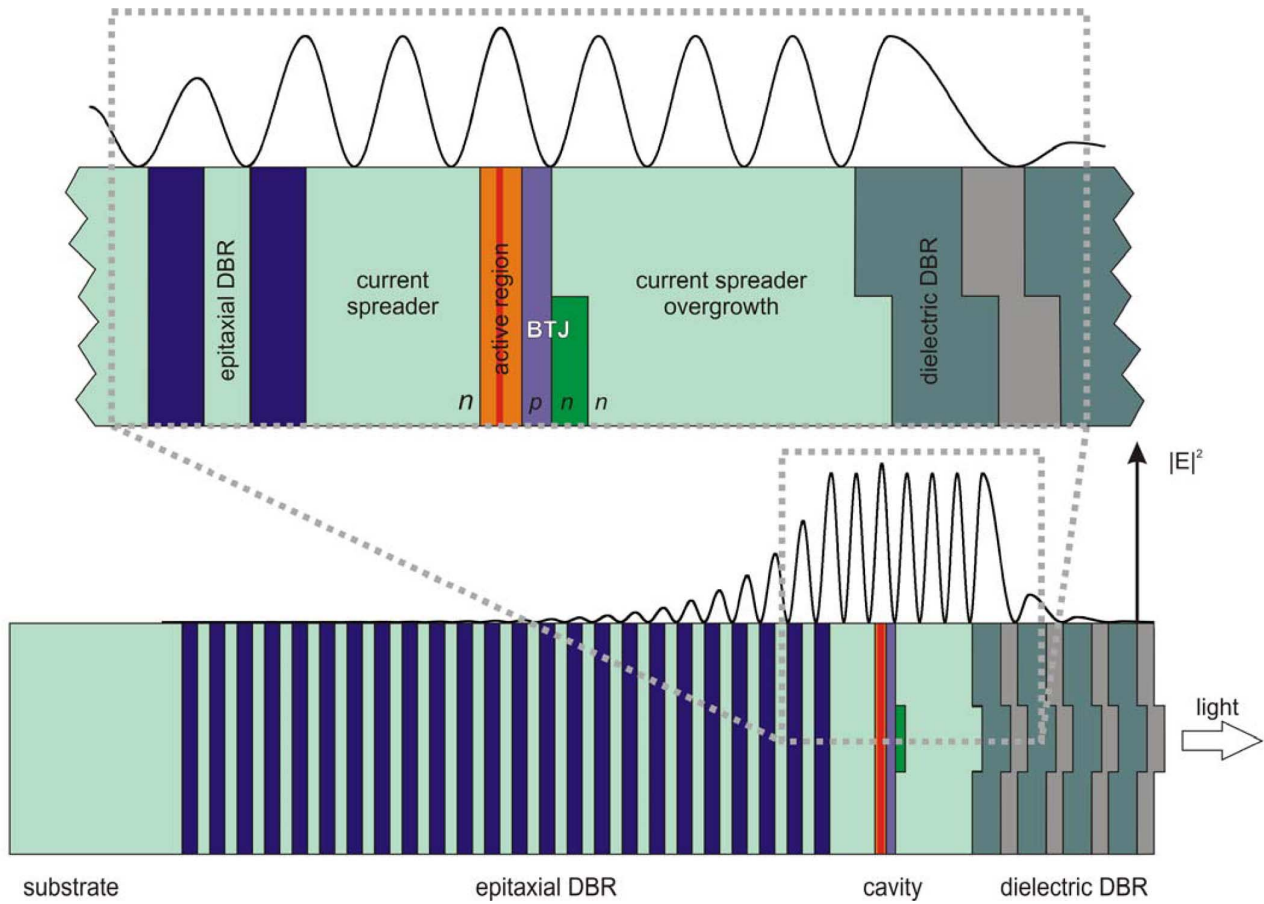 epitaxial DBR
current
spreader
active region
BTJ
current spreader
overgrowth
dielectric DBR
n
p
n
n
|E|²
light
substrate
epitaxial DBR
cavity
dielectric DBR